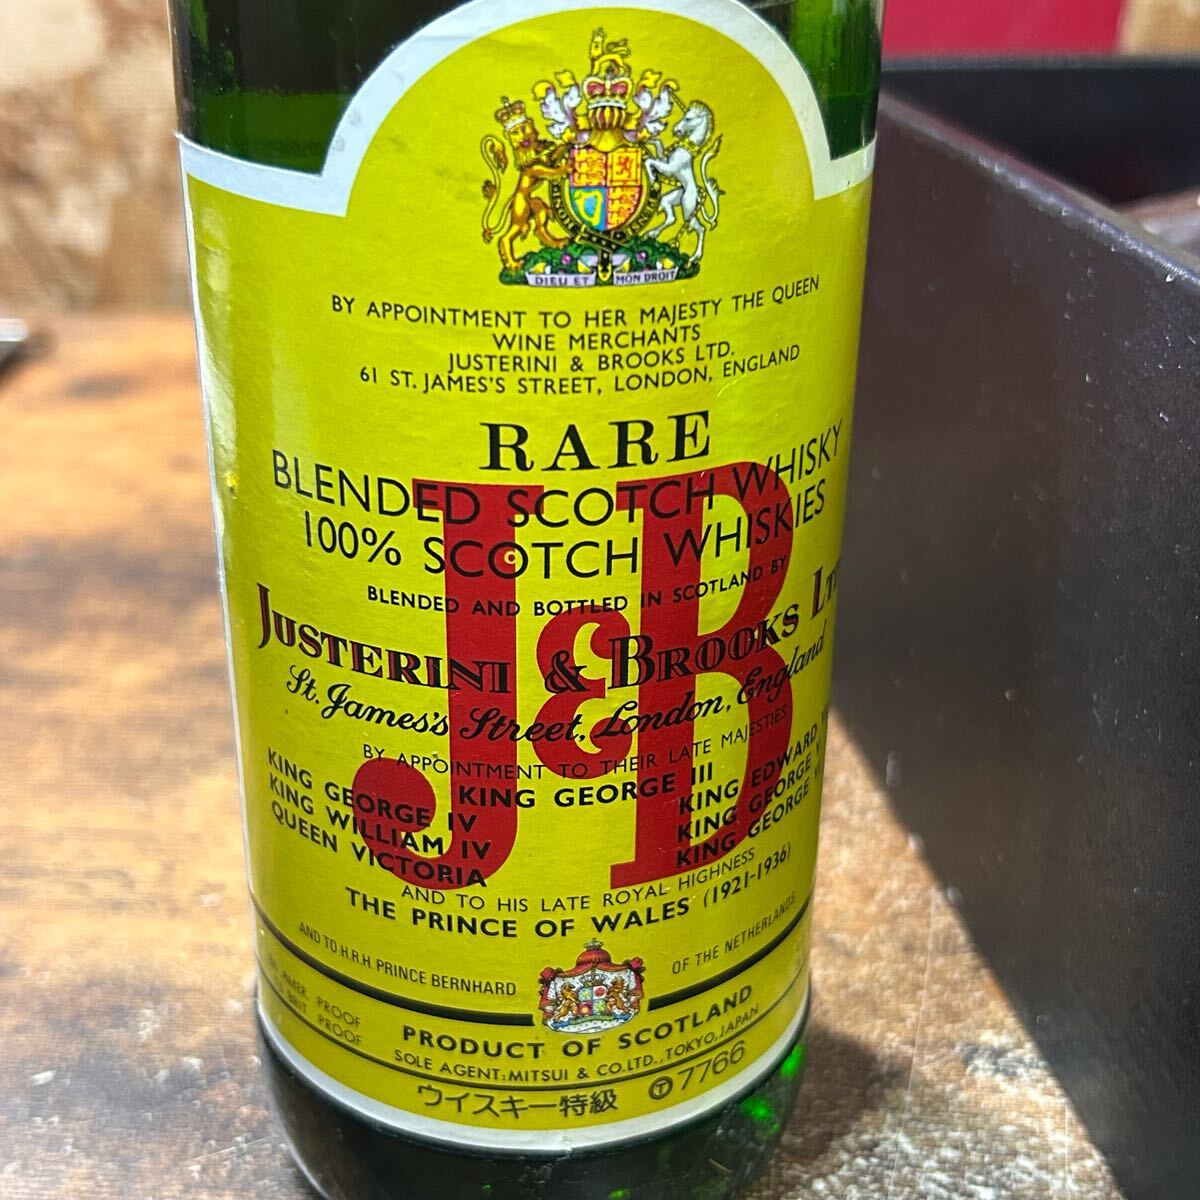 DIEU ET MON DROIT
BY APPOINTMENT TO HER MAJESTY THE QUEEN
WINE MERCHANTS
JUSTERINI & BROOKS LTD.
61 ST. JAMES'S STREET, LONDON, ENGLAND
RARE
BLENDED SCOTCH WHISKY
100% SCOTCH WHISKIES
J&B
BLENDED AND BOTTLED IN SCOTLAND BY
JUSTERINI & BROOKS LTD
St. James's Street, London, England
BY APPOINTMENT TO THEIR LATE MAJESTIES
KING GEORGE III
KING GEORGE IV
KING WILLIAM IV
QUEEN VICTORIA
KING EDWARD
KING GEORGE V
KING GEORGE VI
AND TO HIS LATE ROYAL HIGHNESS
THE PRINCE OF WALES (1921-1936)
AND TO H.R.H. PRINCE BERNHARD
OF THE NETHERLANDS
AMER PROOF
BRIT PROOF
PRODUCT OF SCOTLAND
SOLE AGENT: MITSUI & CO.LTD., TOKYO, JAPAN
ウイスキー特級 Ⓣ7766